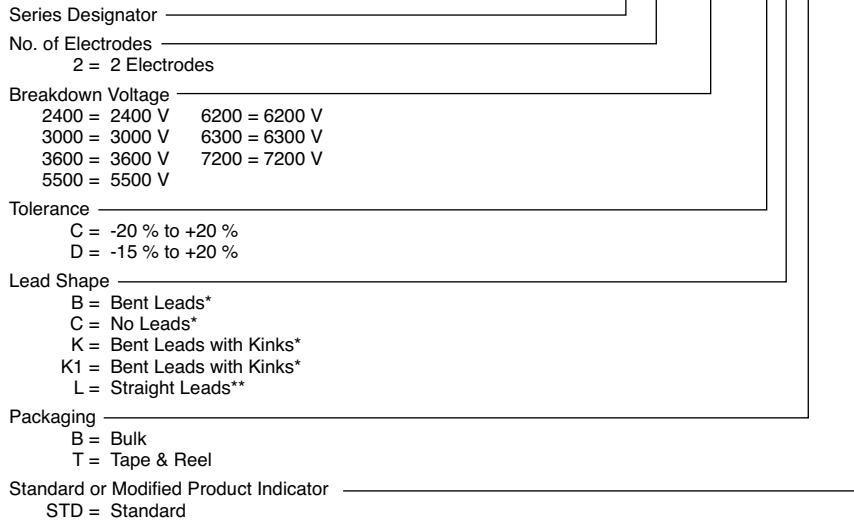 Series Designator
No. of Electrodes
2 = 2 Electrodes
Breakdown Voltage
2400 = 2400 V 6200 = 6200 V
3000 = 3000 V 6300 = 6300 V
3600 = 3600 V 7200 = 7200 V
5500 = 5500 V
Tolerance
C = -20 % to +20 %
D = -15 % to +20 %
Lead Shape
B = Bent Leads*
C = No Leads*
K = Bent Leads with Kinks*
K1 = Bent Leads with Kinks*
L = Straight Leads**
Packaging
B = Bulk
T = Tape & Reel
Standard or Modified Product Indicator
STD = Standard